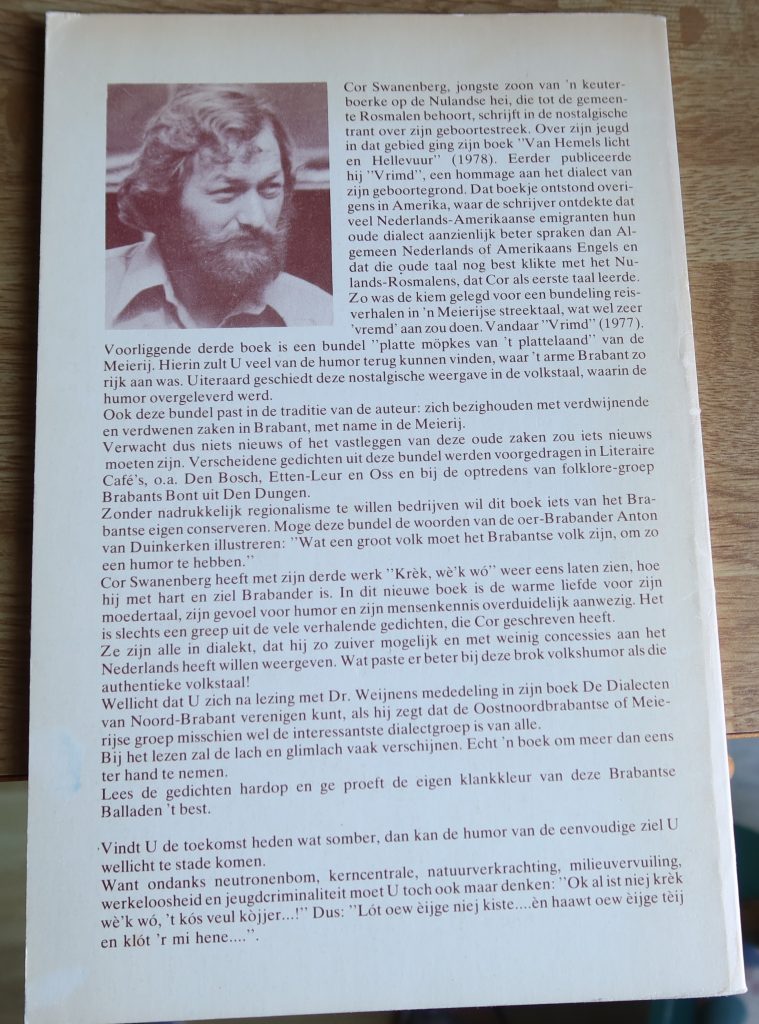 Cor Swanenberg, jongste zoon van 'n keuter-
boerke op de Nulandse hei, die tot de gemeen-
te Rosmalen behoort, schrijft in de nostalgische
trant over zijn geboortestreek. Over zijn jeugd
in dat gebied ging zijn boek ''Van Hemels licht
en Hellevuur'' (1978). Eerder publiceerde
hij ''Vrimd'', een hommage aan het dialect van
zijn geboortegrond. Dat boekje ontstond overi-
gens in Amerika, waar de schrijver ontdekte dat
veel Nederlands-Amerikaanse emigranten hun
oude dialect aanzienlijk beter spraken dan Al-
gemeen Nederlands of Amerikaans Engels en
dat die oude taal nog best klikte met het Nu-
lands-Rosmalens, dat Cor als eerste taal leerde.
Zo was de kiem gelegd voor een bundeling reis-
verhalen in 'n Meierijse streektaal, wat wel zeer
'vremd' aan zou doen. Vandaar ''Vrimd'' (1977).
Voorliggende derde boek is een bundel ''platte möpkes van 't plattelaand'' van de
Meierij. Hierin zult U veel van de humor terug kunnen vinden, waar 't arme Brabant zo
rijk aan was. Uiteraard geschiedt deze nostalgische weergave in de volkstaal, waarin de
humor overgeleverd werd.
Ook deze bundel past in de traditie van de auteur: zich bezighouden met verdwijnende
en verdwenen zaken in Brabant, met name in de Meierij.
Verwacht dus niets nieuws of het vastleggen van deze oude zaken zou iets nieuws
moeten zijn. Verscheidene gedichten uit deze bundel werden voorgedragen in Literaire
Café's, o.a. Den Bosch, Etten-Leur en Oss en bij de optredens van folklore-groep
Brabants Bont uit Den Dungen.
Zonder nadrukkelijk regionalisme te willen bedrijven wil dit boek iets van het Bra-
bantse eigen conserveren. Moge deze bundel de woorden van de oer-Brabander Anton
van Duinkerken illustreren: ''Wat een groot volk moet het Brabantse volk zijn, om zo
een humor te hebben.''
Cor Swanenberg heeft met zijn derde werk ''Krèk, wè'k wó'' weer eens laten zien, hoe
hij met hart en ziel Brabander is. In dit nieuwe boek is de warme liefde voor zijn
moedertaal, zijn gevoel voor humor en zijn mensenkennis overduidelijk aanwezig. Het
is slechts een greep uit de vele verhalende gedichten, die Cor geschreven heeft.
Ze zijn alle in dialekt, dat hij zo zuiver mogelijk en met weinig concessies aan het
Nederlands heeft willen weergeven. Wat paste er beter bij deze brok volkshumor als die
authentieke volkstaal!
Wellicht dat U zich na lezing met Dr. Weijnens mededeling in zijn boek De Dialecten
van Noord-Brabant verenigen kunt, als hij zegt dat de Oostnoordbrabantse of Meie-
rijse groep misschien wel de interessantste dialectgroep is van alle.
Bij het lezen zal de lach en glimlach vaak verschijnen. Echt 'n boek om meer dan eens
ter hand te nemen.
Lees de gedichten hardop en ge proeft de eigen klankkleur van deze Brabantse
Balladen 't best.
Vindt U de toekomst heden wat somber, dan kan de humor van de eenvoudige ziel U
wellicht te stade komen.
Want ondanks neutronenbom, kerncentrale, natuurverkrachting, milieuvervuiling,
werkeloosheid en jeugdcriminaliteit moet U toch ook maar denken: ''Ok al ist niej krèk
wè'k wó, 't kós veul kòjjer...!'' Dus: ''Lót oew èijge niej kiste....èn haawt oew èijge tèij
en klót 'r mi hene....''.